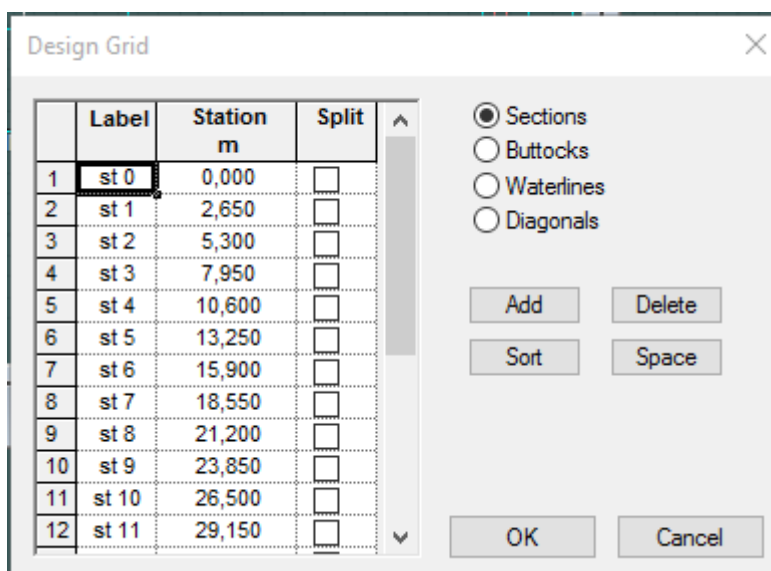 Design Grid
Label Station m Split
1 st 0 0,000
2 st 1 2,650
3 st 2 5,300
4 st 3 7,950
5 st 4 10,600
6 st 5 13,250
7 st 6 15,900
8 st 7 18,550
9 st 8 21,200
10 st 9 23,850
11 st 10 26,500
12 st 11 29,150
Sections
Buttocks
Waterlines
Diagonals
Add Delete
Sort Space
OK Cancel